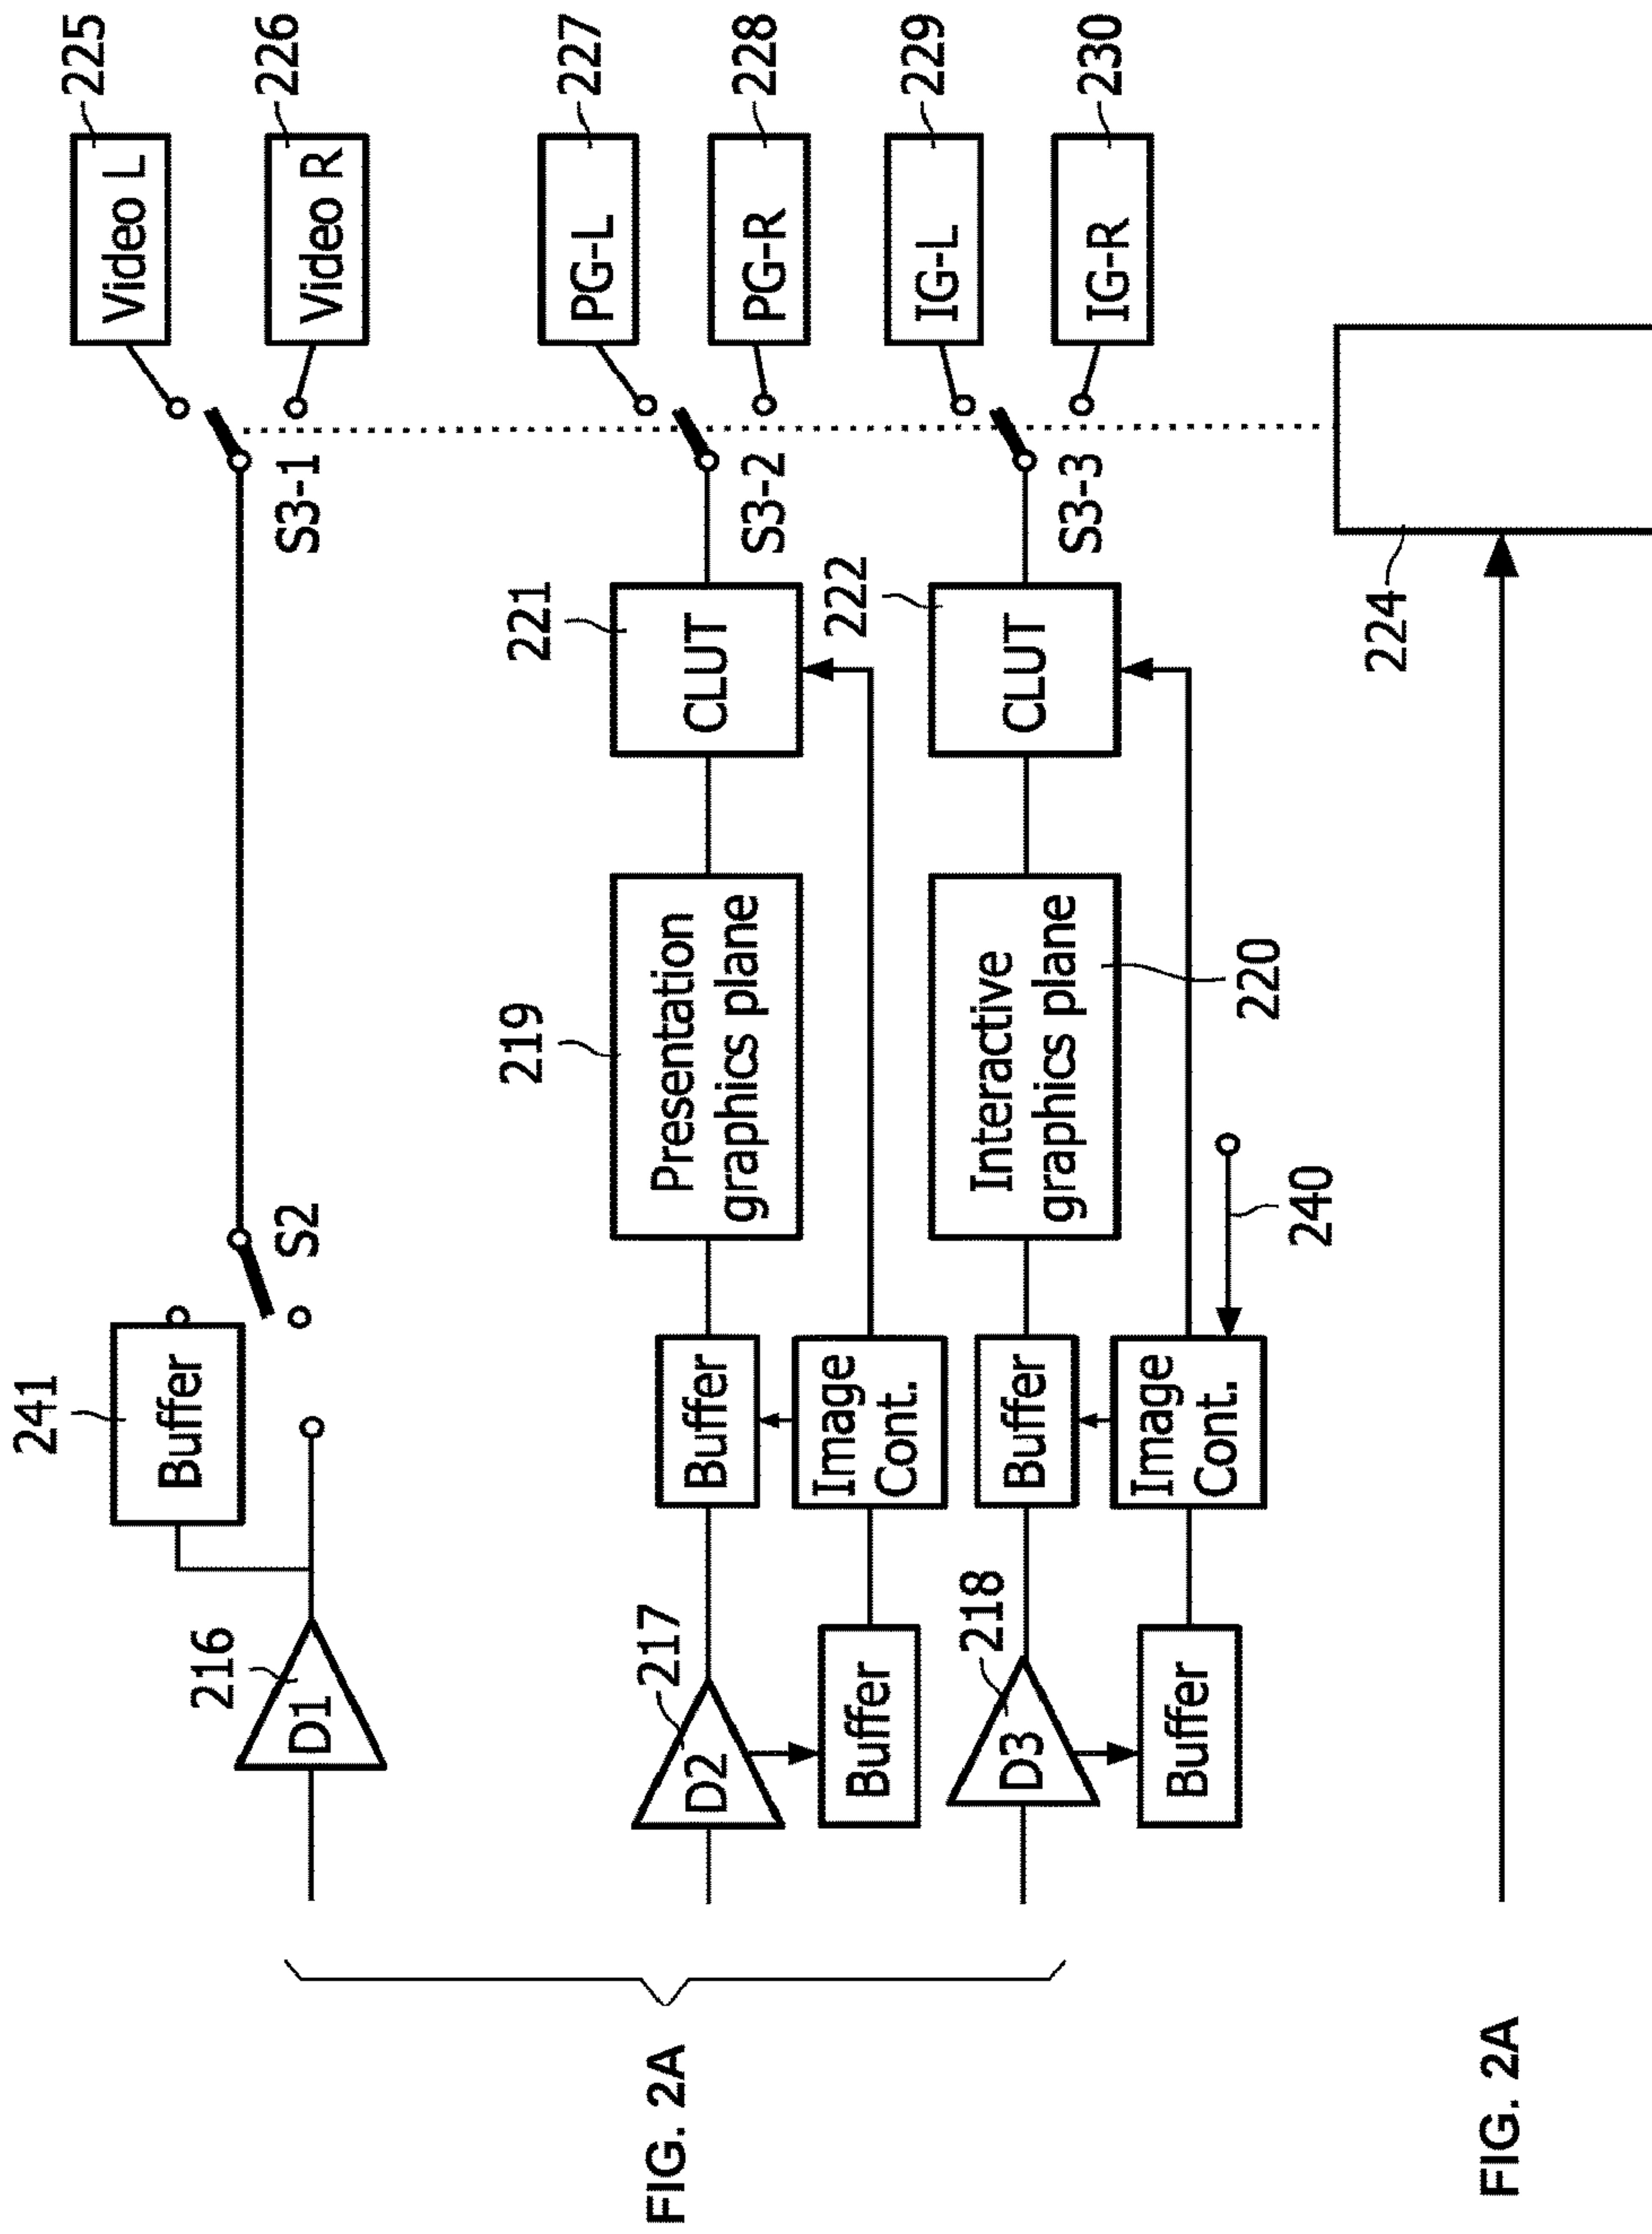 241
Buffer
216
D1
S2
S3-1
Video L
225
Video R
226
217
D2
Buffer
Buffer
Image
Cont.
219
Presentation
graphics plane
221
CLUT
S3-2
PG-L
227
PG-R
228
FIG. 2A
218
D3
Buffer
Buffer
Image
Cont.
240
Interactive
graphics plane
220
222
CLUT
S3-3
IG-L
229
IG-R
230
224
FIG. 2A